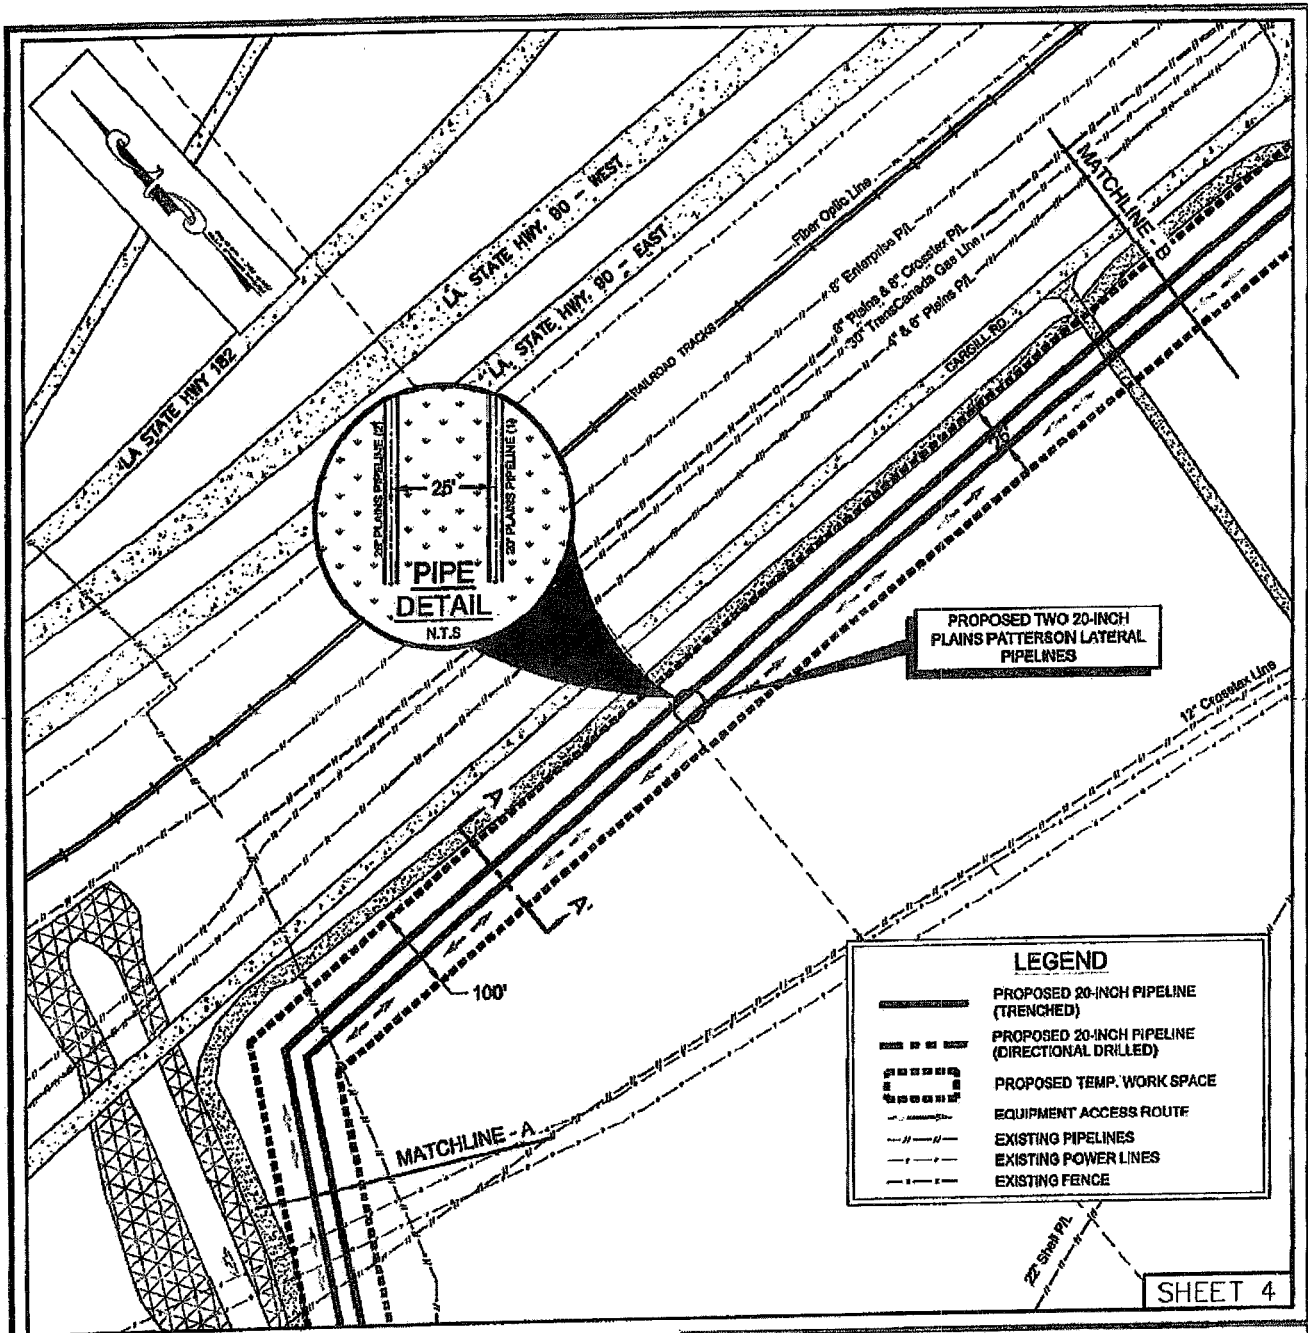 LA STATE HWY 182
LA. STATE HWY. 90 - WEST
LA. STATE HWY. 90 - EAST
RAILROAD TRACKS
Fiber Optic Line
8" Enterprise P/L
8" Plains & 8" Crosstex P/L
30" TransCanada Gas Line
4" & 6" Plains P/L
CARGILL RD.
MATCHLINE - B
20" PLAINS PIPELINE (2)
25'
20" PLAINS PIPELINE (1)
PIPE
DETAIL
N.T.S
PROPOSED TWO 20-INCH
PLAINS PATTERSON LATERAL
PIPELINES
12" Crosstex Line
A
A'
100'
MATCHLINE - A
LEGEND
PROPOSED 20-INCH PIPELINE
(TRENCHED)
PROPOSED 20-INCH PIPELINE
(DIRECTIONAL DRILLED)
PROPOSED TEMP. WORK SPACE
EQUIPMENT ACCESS ROUTE
EXISTING PIPELINES
EXISTING POWER LINES
EXISTING FENCE
22" Shell P/L
SHEET 4